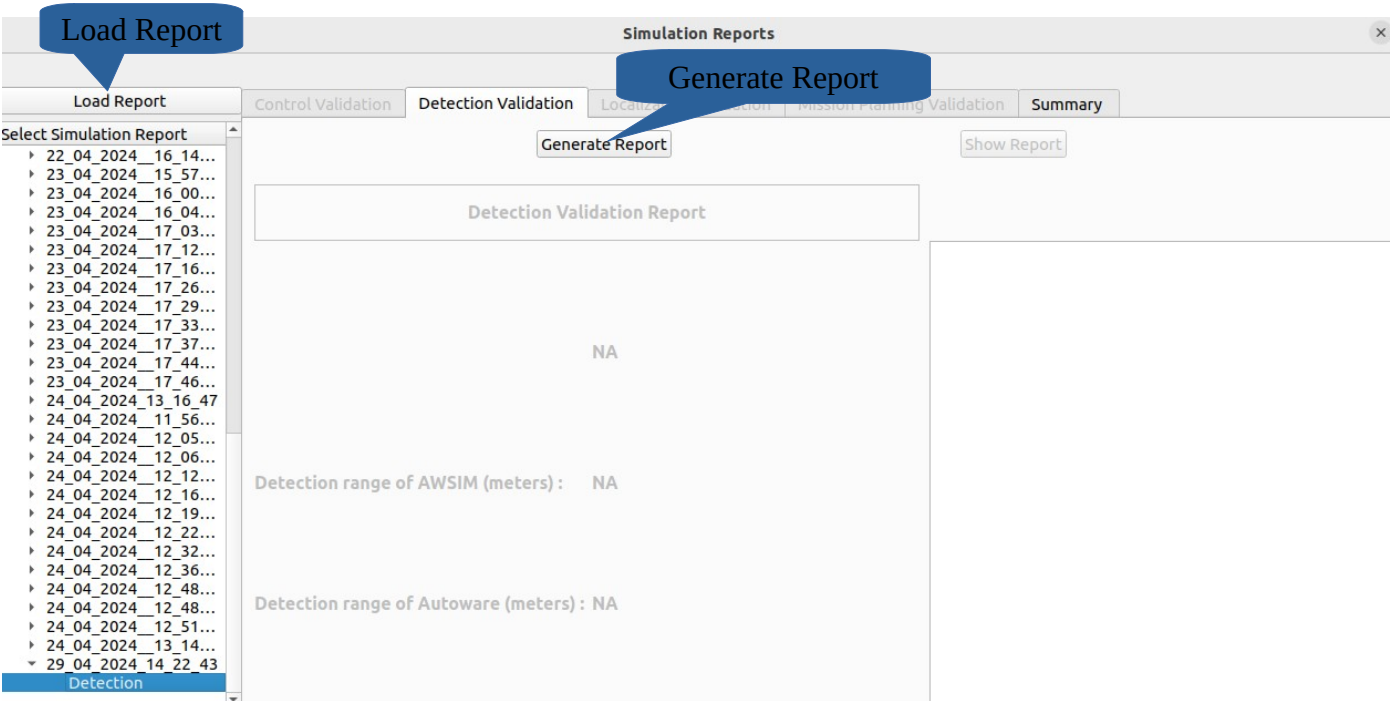 Load Report
Simulation Reports
Generate Report
Load Report
Control Validation
Detection Validation
Mission Planning Validation
Summary
Select Simulation Report
Generate Report
Show Report
22_04_2024__16_14...
23_04_2024__15_57...
23_04_2024__16_00...
23_04_2024__16_04...
23_04_2024__17_03...
23_04_2024__17_12...
23_04_2024__17_16...
23_04_2024__17_26...
23_04_2024__17_29...
23_04_2024__17_33...
23_04_2024__17_37...
23_04_2024__17_44...
23_04_2024__17_46...
24_04_2024_13_16_47
24_04_2024__11_56...
24_04_2024__12_05...
24_04_2024__12_06...
24_04_2024__12_12...
24_04_2024__12_16...
24_04_2024__12_19...
24_04_2024__12_22...
24_04_2024__12_32...
24_04_2024__12_36...
24_04_2024__12_48...
24_04_2024__12_48...
24_04_2024__12_51...
24_04_2024__13_14...
29_04_2024_14_22_43
Detection
Detection Validation Report
NA
Detection range of AWSIM (meters) : NA
Detection range of Autoware (meters) : NA